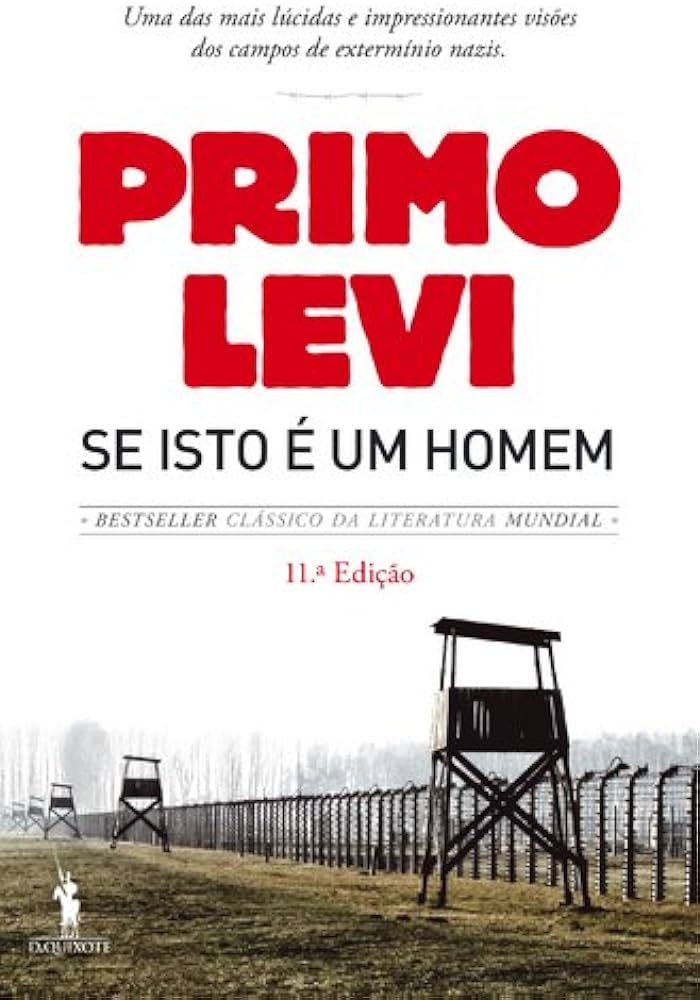 Uma das mais lúcidas e impressionantes visões
dos campos de extermínio nazis.
PRIMO
LEVI
SE ISTO É UM HOMEM
• BESTSELLER CLÁSSICO DA LITERATURA MUNDIAL •
11.ª Edição
D.QUIXOTE